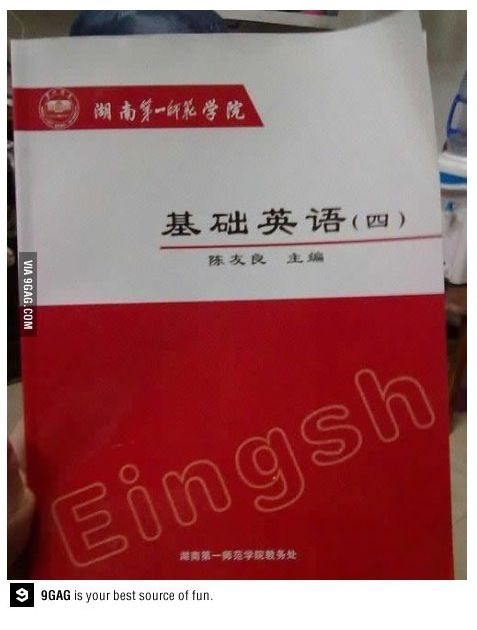 湖南第一师范学院
基础英语（四）
陈友良 主编
VIA 9GAG.COM
Eingsh
湖南第一师范学院教务处
9GAG is your best source of fun.